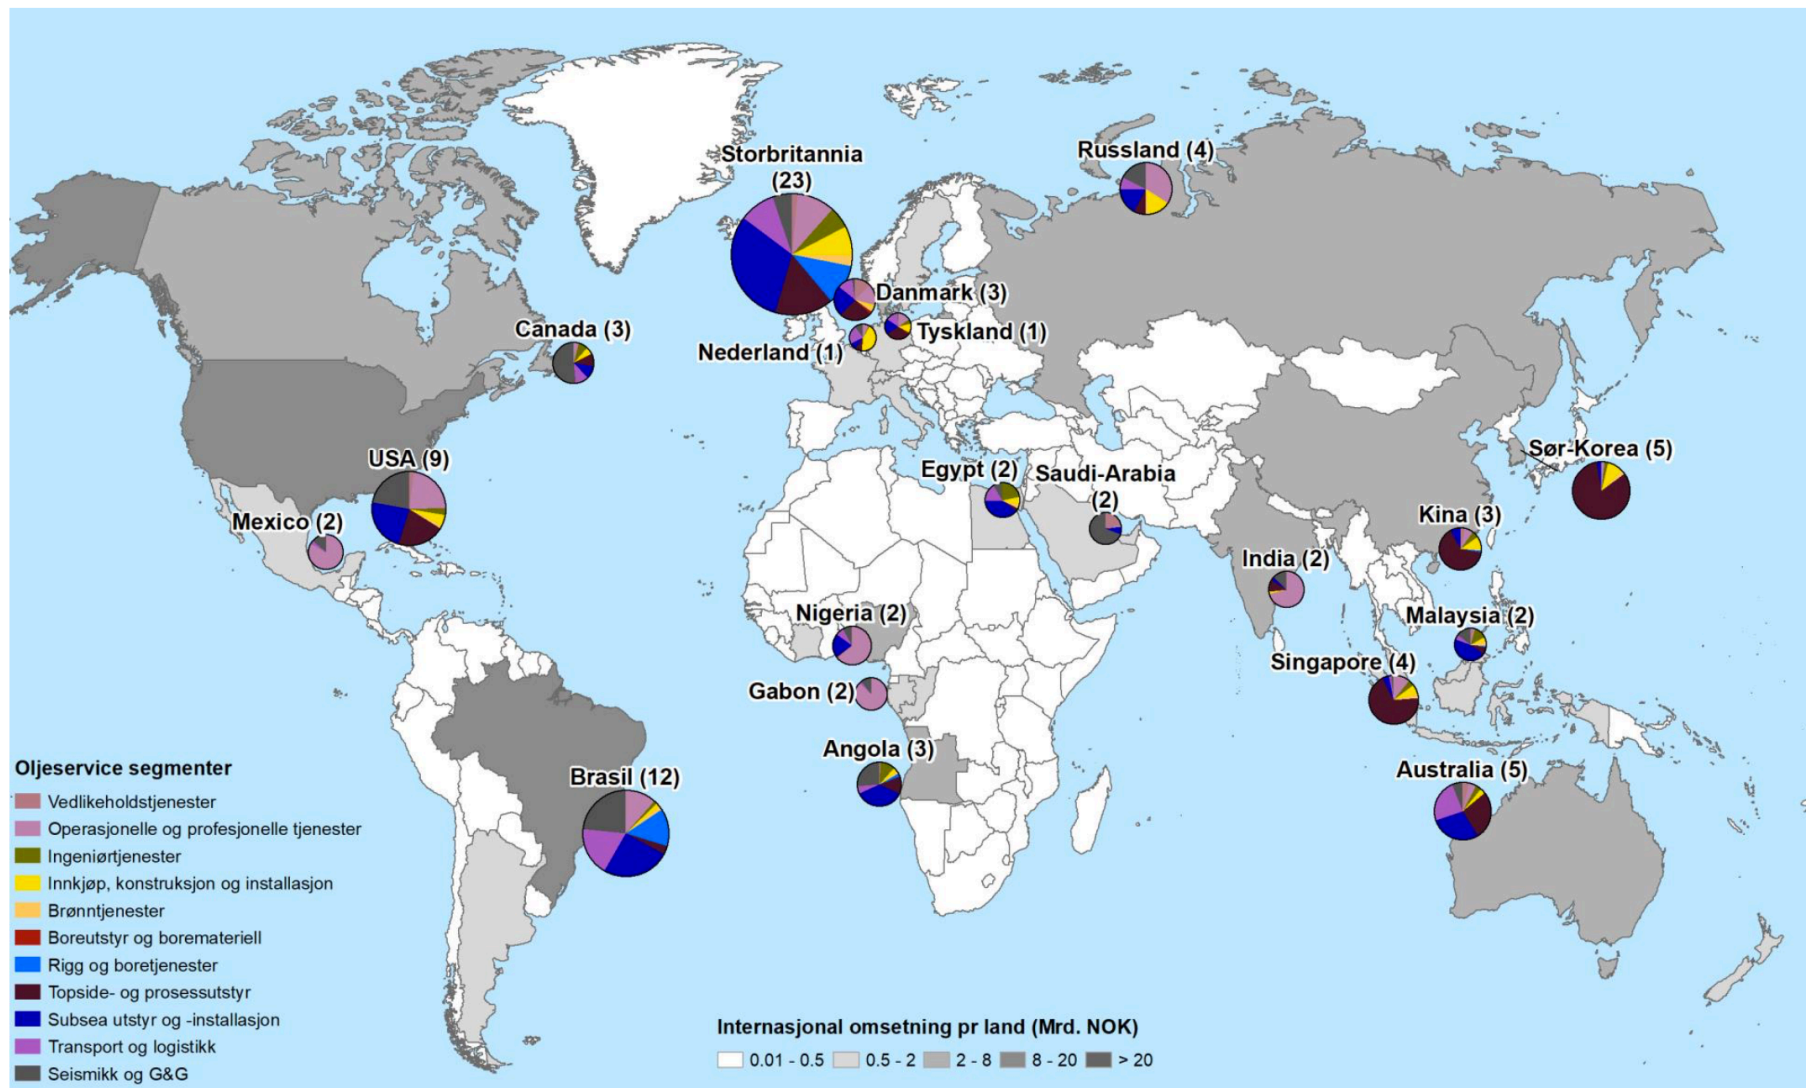 Storbritannia
(23)
Russland (4)
Danmark (3)
Tyskland (1)
Nederland (1)
Canada (3)
USA (9)
Mexico (2)
Egypt (2)
Saudi-Arabia
(2)
Sør-Korea (5)
Kina (3)
India (2)
Malaysia (2)
Singapore (4)
Nigeria (2)
Gabon (2)
Angola (3)
Brasil (12)
Australia (5)
Oljeservice segmenter
Vedlikeholdstjenester
Operasjonelle og profesjonelle tjenester
Ingeniørtjenester
Innkjøp, konstruksjon og installasjon
Brønntjenester
Boreutstyr og boremateriell
Rigg og boretjenester
Topside- og prosessutstyr
Subsea utstyr og -installasjon
Transport og logistikk
Seismikk og G&G
Internasjonal omsetning pr land (Mrd. NOK)
0.01 - 0.5 0.5 - 2 2 - 8 8 - 20 > 20